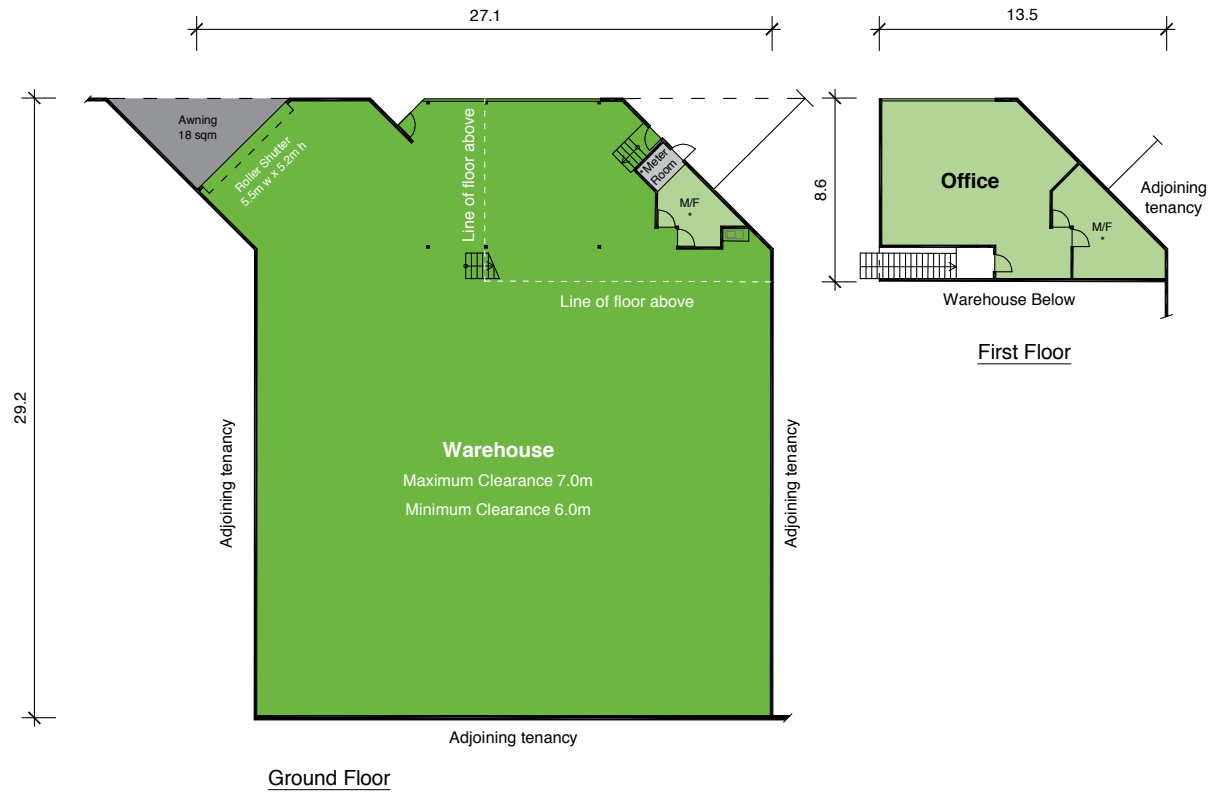 27.1
13.5
Awning
18 sqm
Roller Shutter
5.5m w x 5.2m h
Line of floor above
*Meter
Room
M/F
*
Line of floor above
29.2
Adjoining tenancy
Warehouse
Maximum Clearance 7.0m
Minimum Clearance 6.0m
Adjoining tenancy
Adjoining tenancy
Ground Floor
8.6
Office
M/F
*
Adjoining
tenancy
Warehouse Below
First Floor